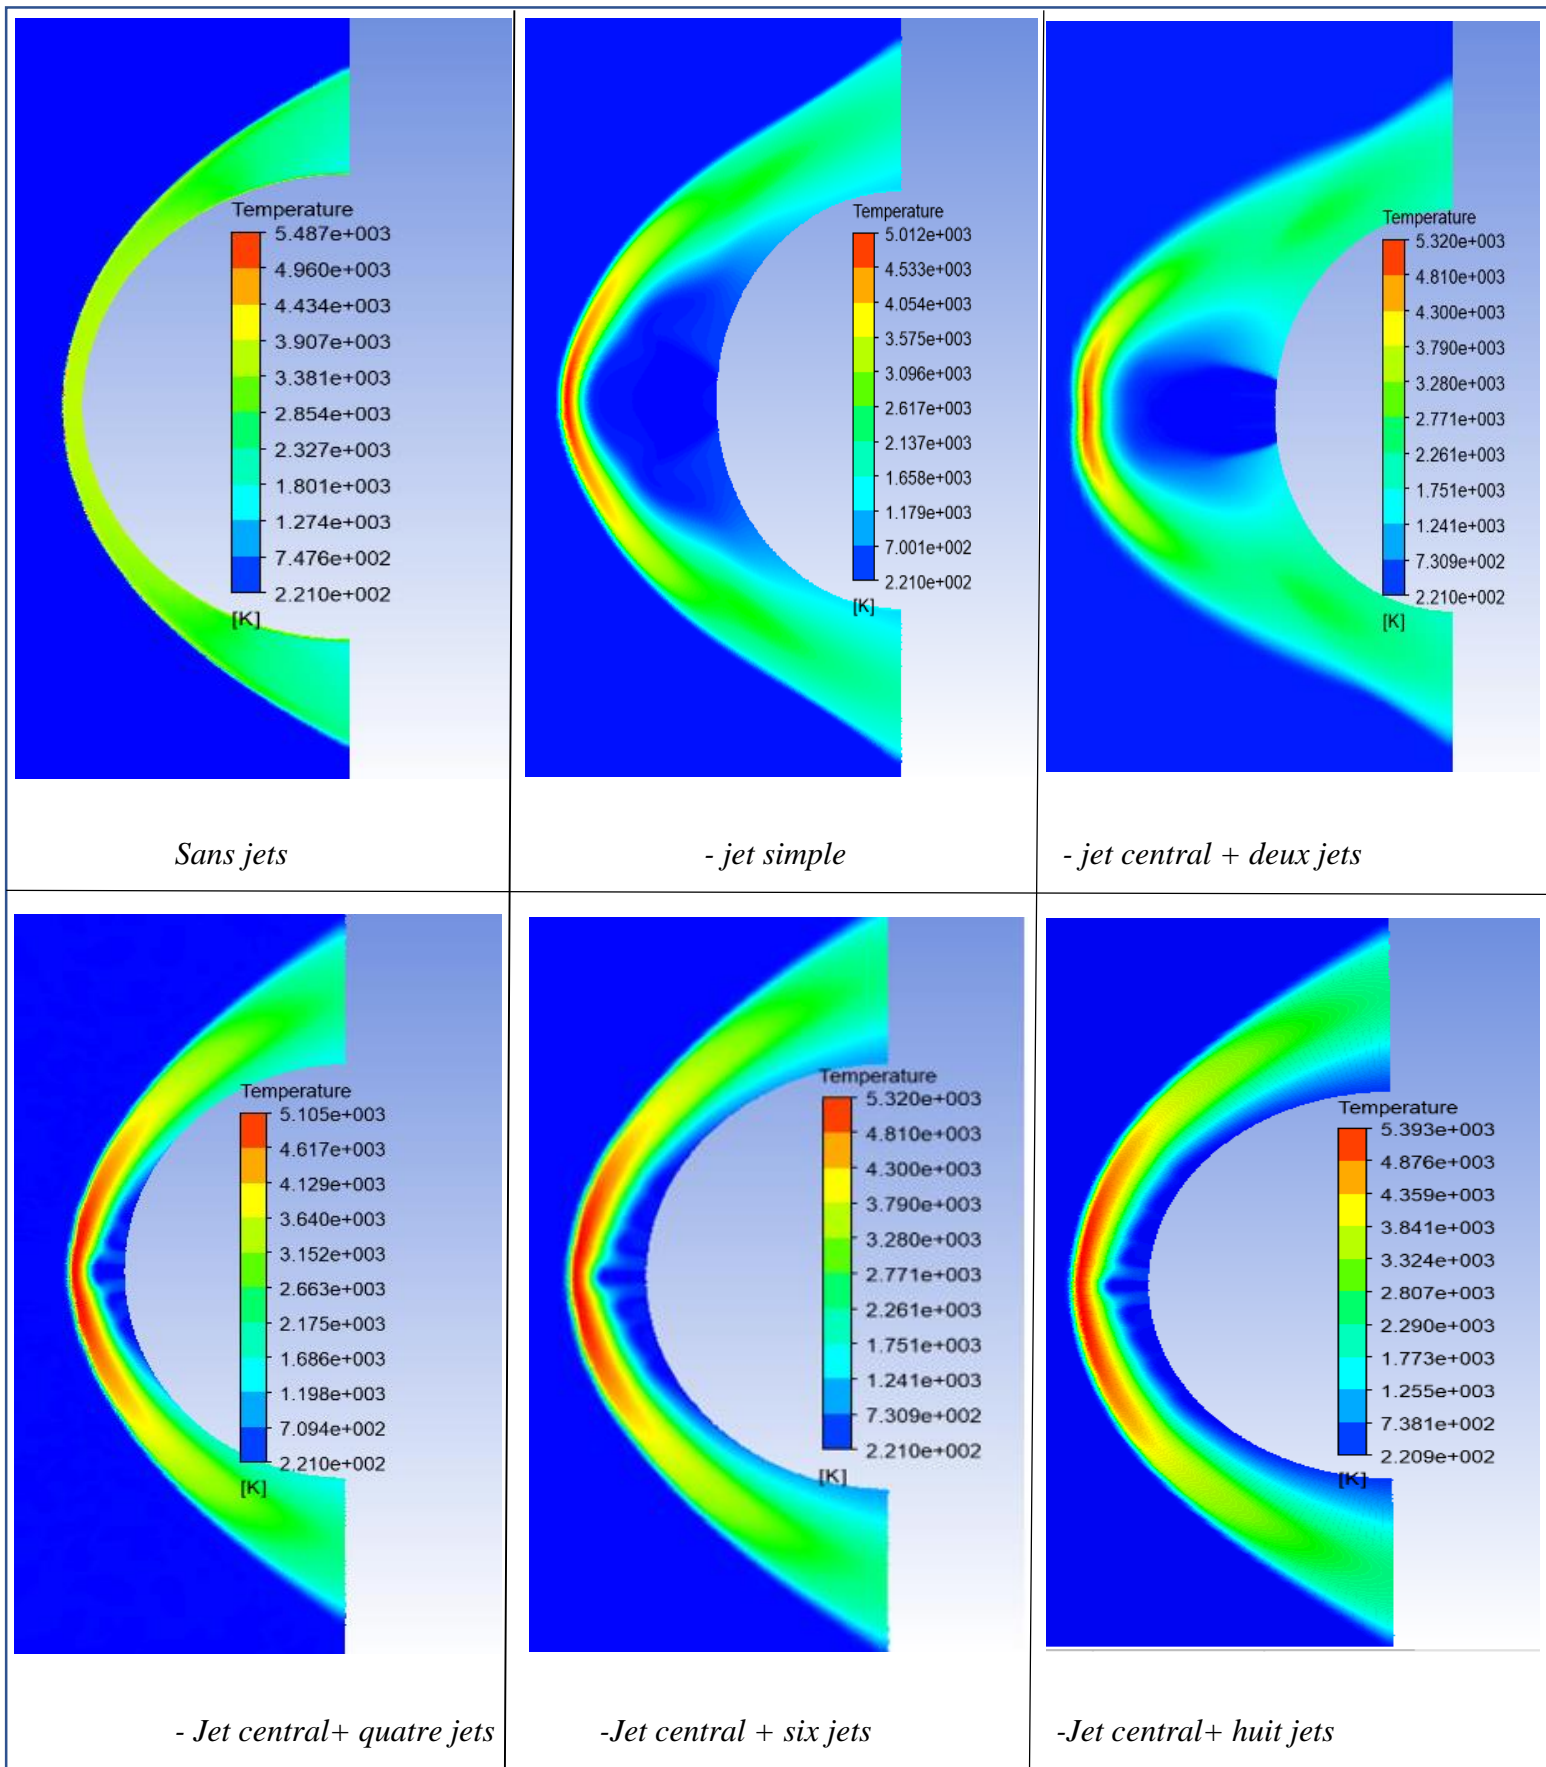 Temperature
5.487e+003
4.960e+003
4.434e+003
3.907e+003
3.381e+003
2.854e+003
2.327e+003
1.801e+003
1.274e+003
7.476e+002
2.210e+002
[K]
Sans jets
Temperature
5.012e+003
4.533e+003
4.054e+003
3.575e+003
3.096e+003
2.617e+003
2.137e+003
1.658e+003
1.179e+003
7.001e+002
2.210e+002
[K]
- jet simple
Temperature
5.320e+003
4.810e+003
4.300e+003
3.790e+003
3.280e+003
2.771e+003
2.261e+003
1.751e+003
1.241e+003
7.309e+002
2.210e+002
[K]
- jet central + deux jets
Temperature
5.105e+003
4.617e+003
4.129e+003
3.640e+003
3.152e+003
2.663e+003
2.175e+003
1.686e+003
1.198e+003
7.094e+002
2.210e+002
[K]
- Jet central+ quatre jets
Temperature
5.320e+003
4.810e+003
4.300e+003
3.790e+003
3.280e+003
2.771e+003
2.261e+003
1.751e+003
1.241e+003
7.309e+002
2.210e+002
[K]
-Jet central + six jets
Temperature
5.393e+003
4.876e+003
4.359e+003
3.841e+003
3.324e+003
2.807e+003
2.290e+003
1.773e+003
1.255e+003
7.381e+002
2.209e+002
[K]
-Jet central+ huit jets